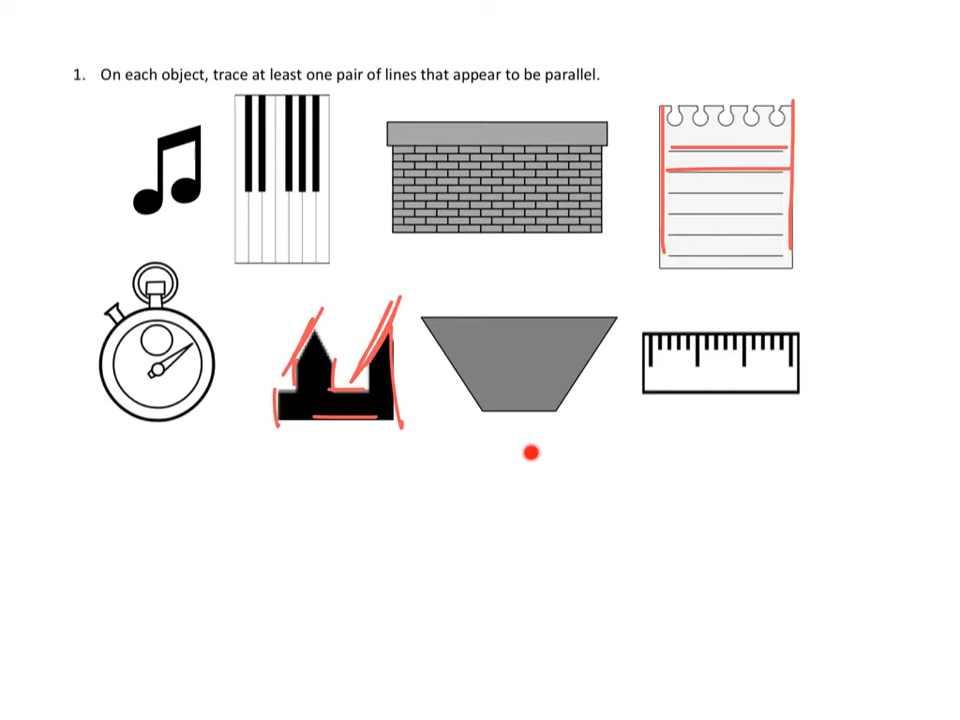 1. On each object, trace at least one pair of lines that appear to be parallel.